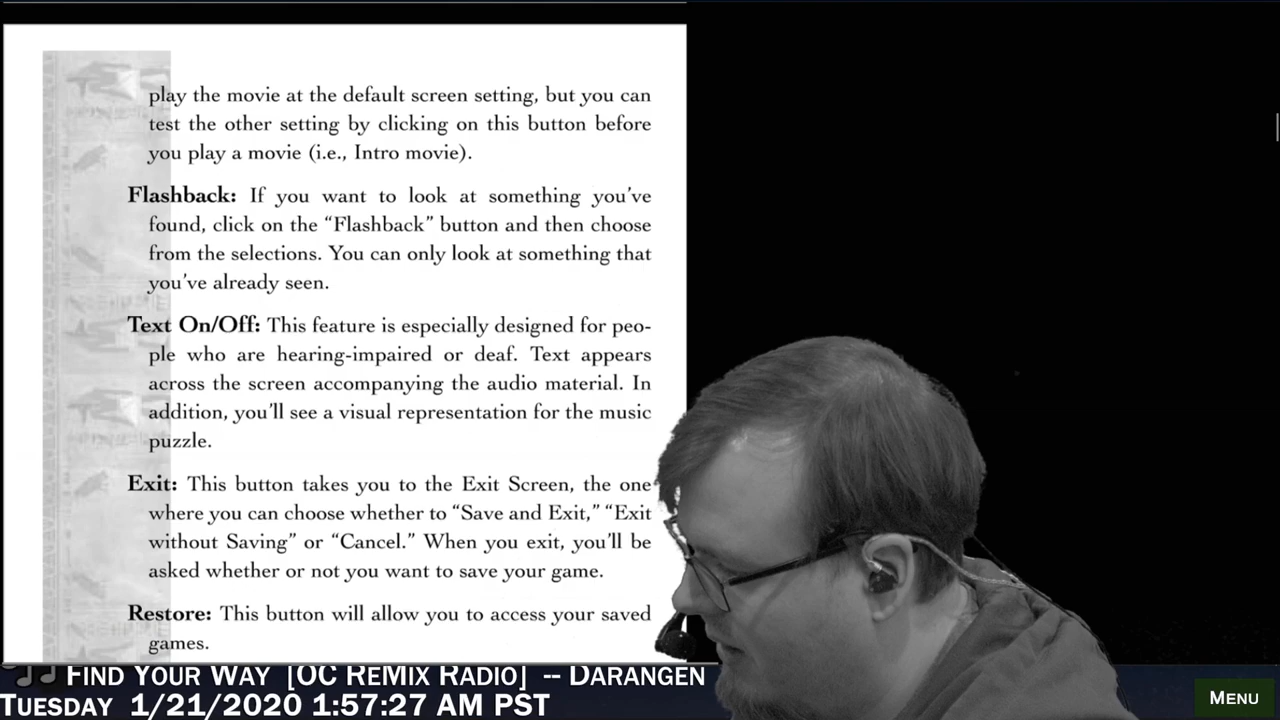 play the movie at the default screen setting, but you can
test the other setting by clicking on this button before
you play a movie (i.e., Intro movie).
Flashback: If you want to look at something you've
found, click on the “Flashback” button and then choose
from the selections. You can only look at something that
you've already seen.
Text On/Off: This feature is especially designed for peo-
ple who are hearing-impaired or deaf. Text appears
across the screen accompanying the audio material. In
addition, you'll see a visual representation for the music
puzzle.
Exit: This button takes you to the Exit Screen, the one
where you can choose whether to “Save and Exit,” “Exit
without Saving” or “Cancel.” When you exit, you'll be
asked whether or not you want to save your game.
Restore: This button will allow you to access your saved
games.
🎵 Find Your Way [OC ReMix Radio] -- Darangen
Tuesday 1/21/2020 1:57:27 AM PST
Menu